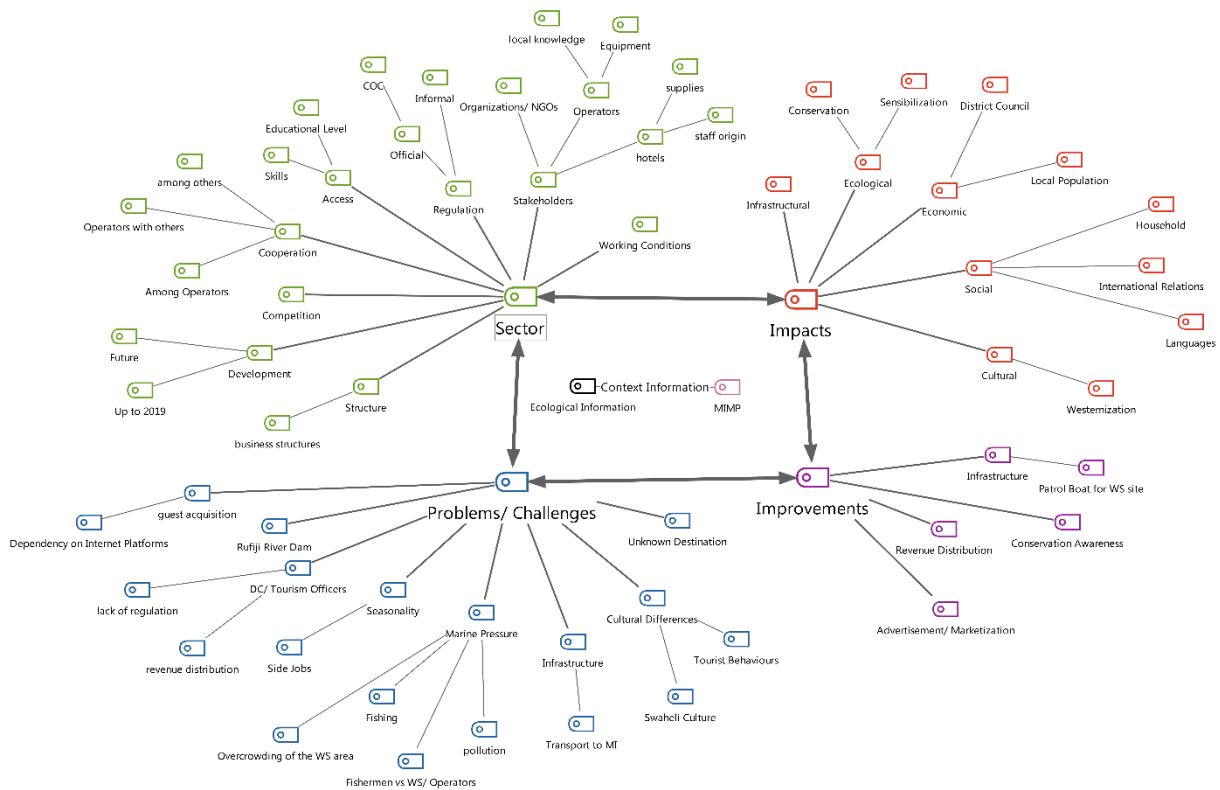 local knowledge
Equipment
COC
Informal
Organizations/ NGOs
Operators
supplies
staff origin
hotels
Educational Level
Official
Skills
Access
Regulation
Stakeholders
among others
Operators with others
Cooperation
Working Conditions
Among Operators
Competition
Sector
Future
Development
Up to 2019
Structure
business structures
Conservation
Sensibilization
District Council
Ecological
Local Population
Infrastructural
Economic
Household
Social
International Relations
Impacts
Languages
Cultural
Westernization
Context Information
Ecological Information
MIMP
guest acquisition
Problems/ Challenges
Dependency on Internet Platforms
Rufiji River Dam
Unknown Destination
DC/ Tourism Officers
lack of regulation
Seasonality
Cultural Differences
Marine Pressure
revenue distribution
Side Jobs
Infrastructure
Tourist Behaviours
Fishing
Swaheli Culture
Overcrowding of the WS area
pollution
Transport to MI
Fishermen vs WS/ Operators
Infrastructure
Patrol Boat for WS site
Improvements
Revenue Distribution
Conservation Awareness
Advertisement/ Marketization